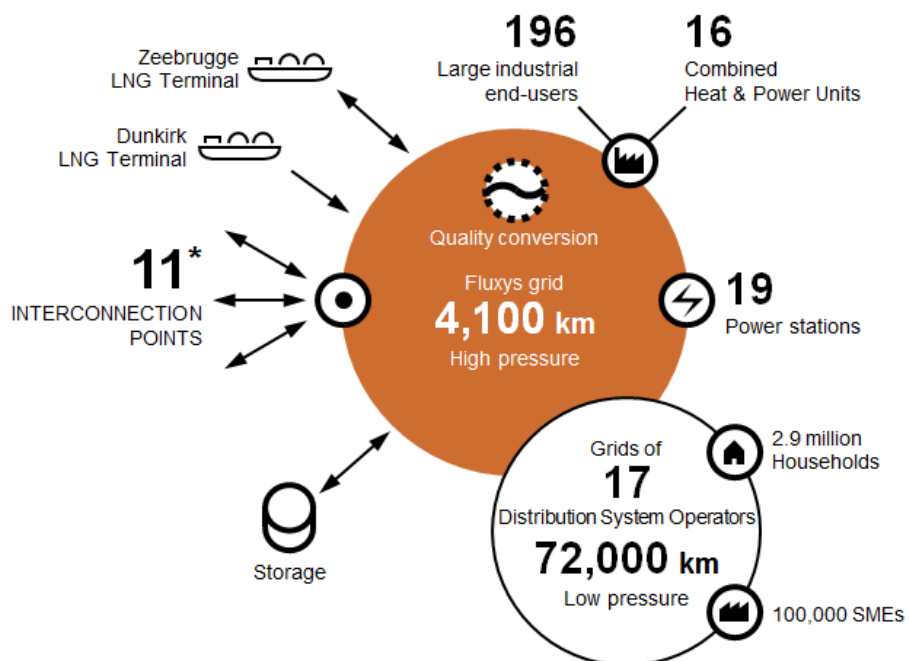 Zeebrugge
LNG Terminal
Dunkirk
LNG Terminal
11*
INTERCONNECTION
POINTS
Storage
196
Large industrial
end-users
16
Combined
Heat & Power Units
Quality conversion
Fluxys grid
4,100 km
High pressure
19
Power stations
Grids of
17
Distribution System Operators
72,000 km
Low pressure
2.9 million
Households
100,000 SMEs